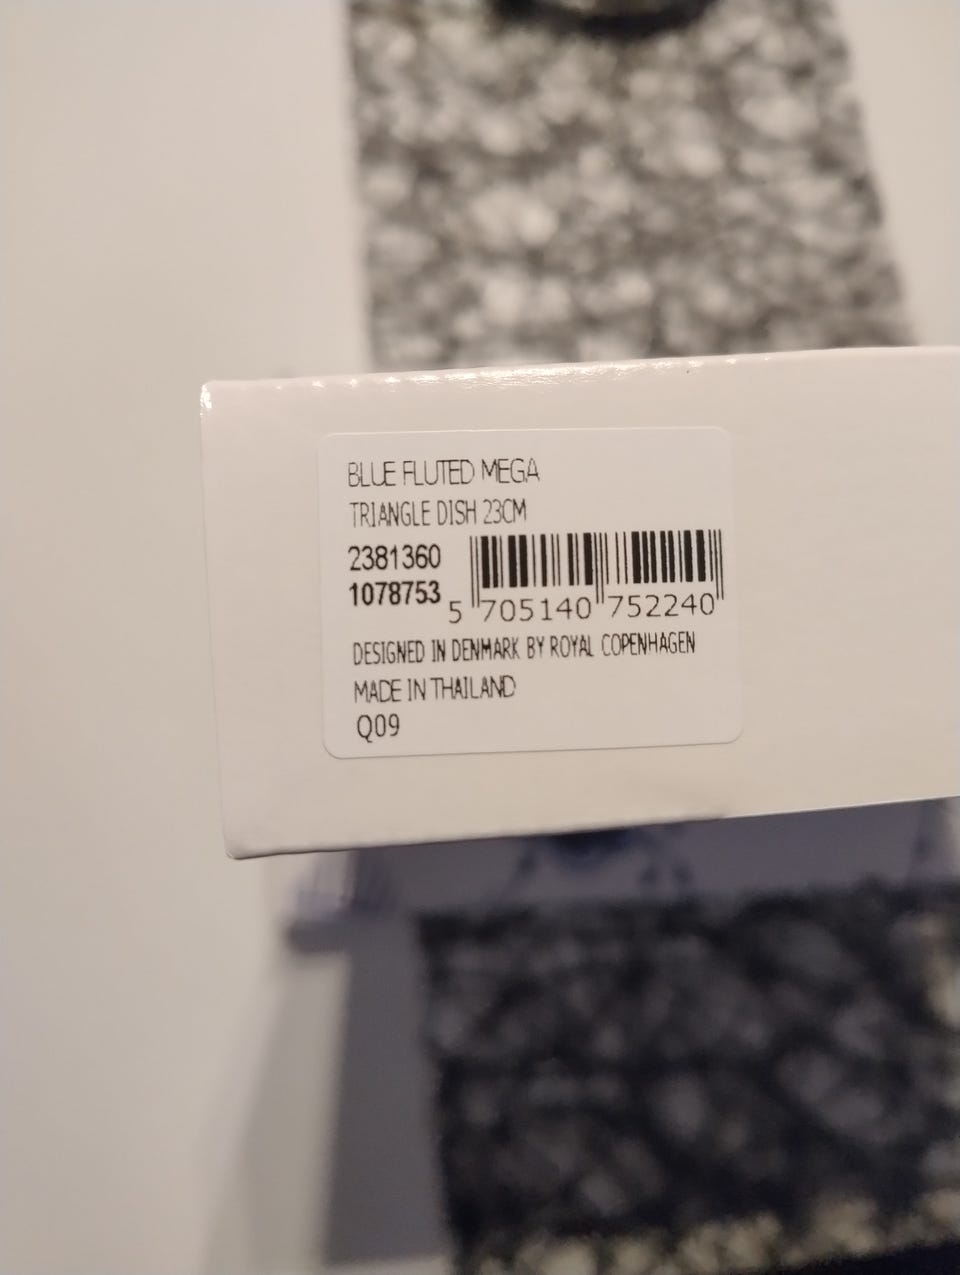 BLUE FLUTED MEGA
TRIANGLE DISH 23CM
2381360
1078753
5 705140 752240
DESIGNED IN DENMARK BY ROYAL COPENHAGEN
MADE IN THAILAND
Q09